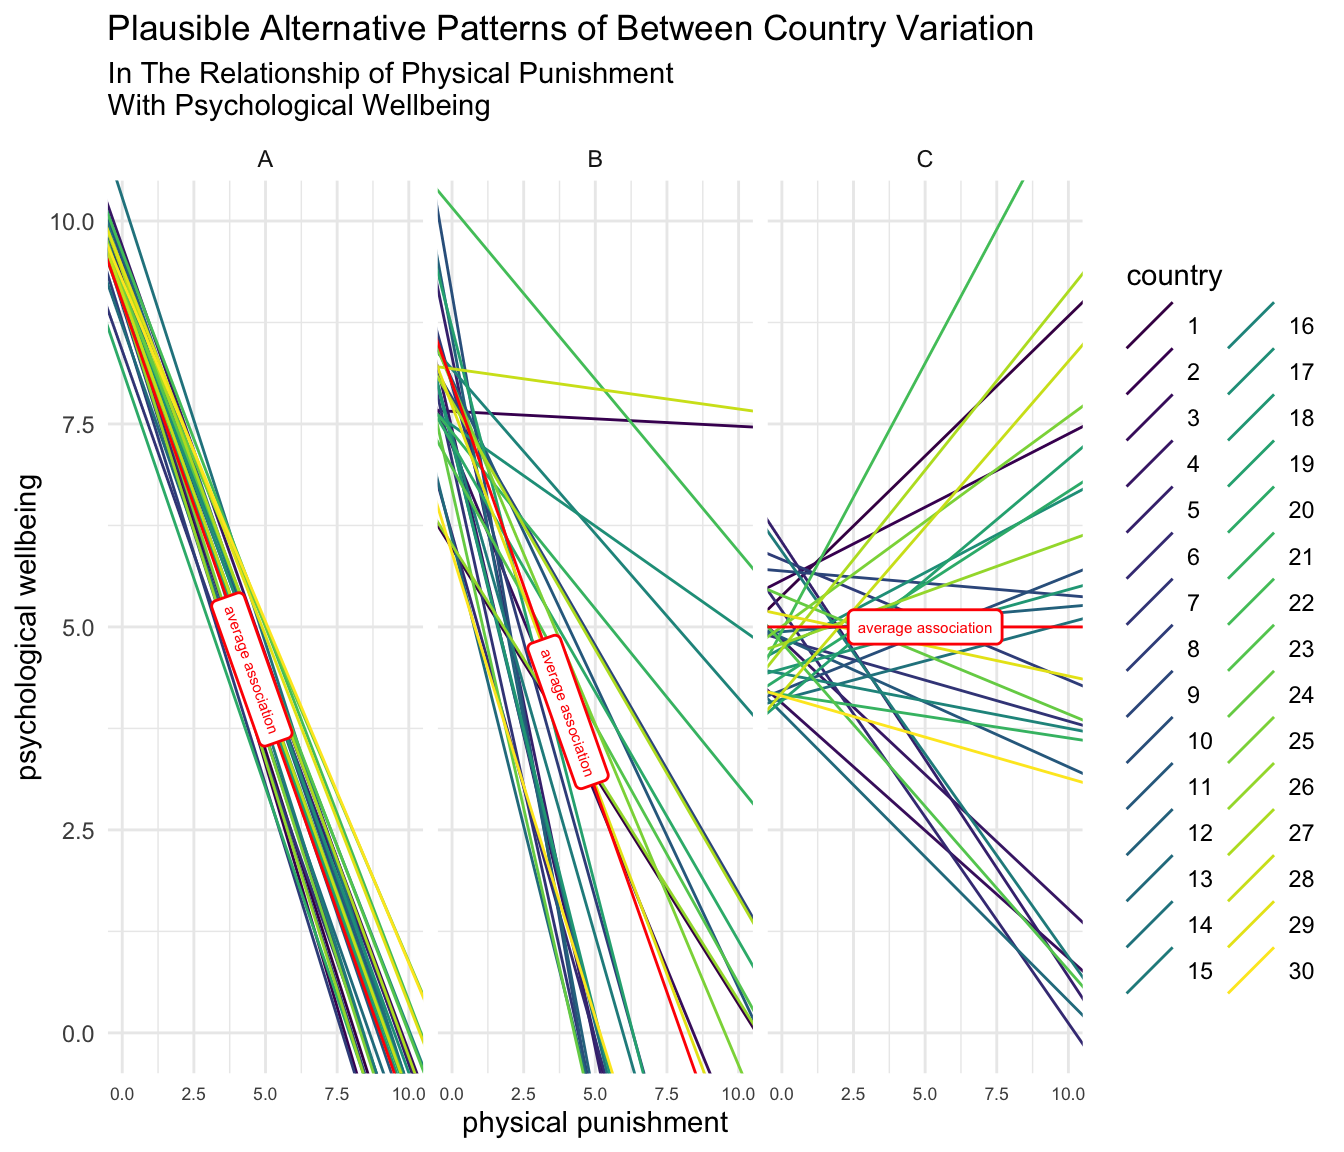 Plausible Alternative Patterns of Between Country Variation
In The Relationship of Physical Punishment
With Psychological Wellbeing
A
B
C
psychological wellbeing
10.0
7.5
5.0
2.5
0.0
average association
average association
average association
0.0 2.5 5.0 7.5 10.0
0.0 2.5 5.0 7.5 10.0
0.0 2.5 5.0 7.5 10.0
physical punishment
country
1
2
3
4
5
6
7
8
9
10
11
12
13
14
15
16
17
18
19
20
21
22
23
24
25
26
27
28
29
30